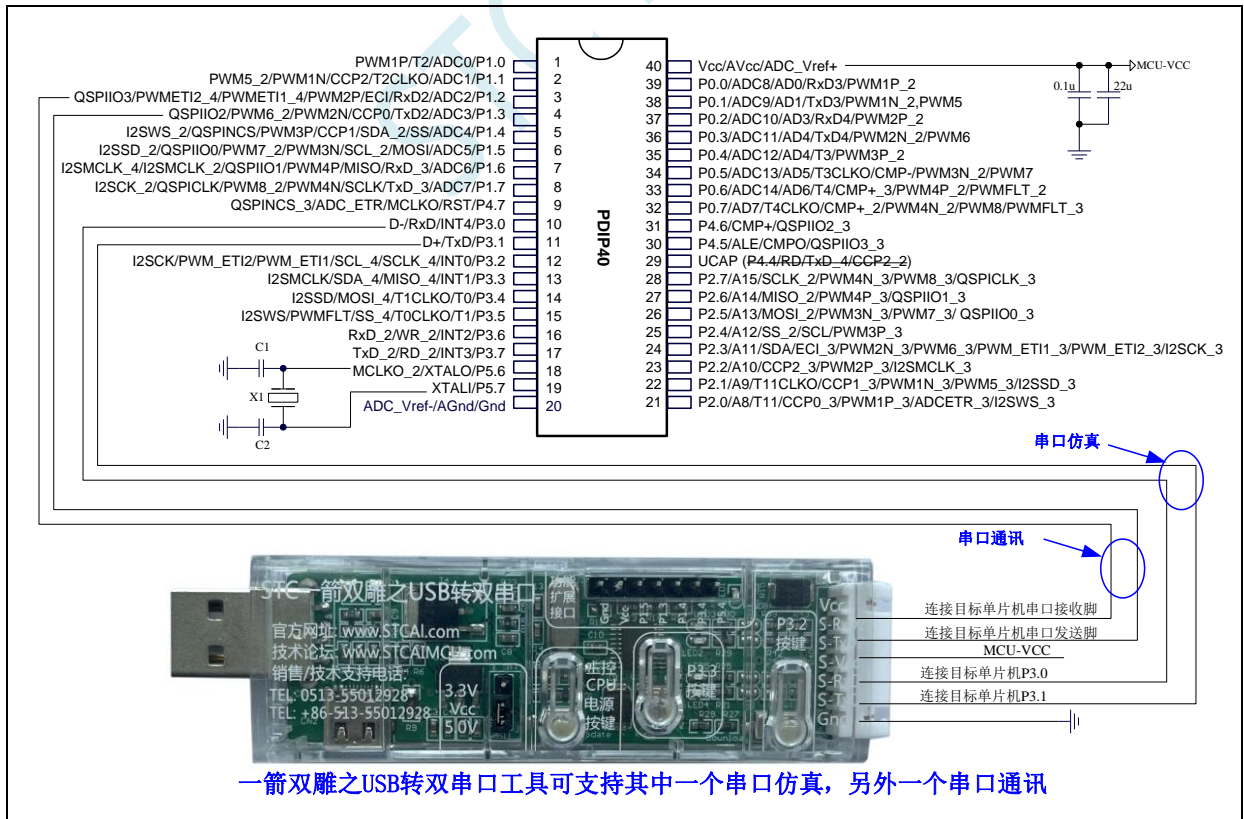 PWM1P/T2/ADC0/P1.0 1
PWM5_2/PWM1N/CCP2/T2CLKO/ADC1/P1.1 2
QSPIIO3/PWMETI2_4/PWMETI1_4/PWM2P/ECI/RxD2/ADC2/P1.2 3
QSPIIO2/PWM6_2/PWM2N/CCP0/TxD2/ADC3/P1.3 4
I2SWS_2/QSPINCS/PWM3P/CCP1/SDA_2/SS/ADC4/P1.4 5
I2SSD_2/QSPIIO0/PWM7_2/PWM3N/SCL_2/MOSI/ADC5/P1.5 6
I2SMCLK_4/I2SMCLK_2/QSPIIO1/PWM4P/MISO/RxD_3/ADC6/P1.6 7
I2SCK_2/QSPICLK/PWM8_2/PWM4N/SCLK/TxD_3/ADC7/P1.7 8
QSPINCS_3/ADC_ETR/MCLKO/RST/P4.7 9
D-/RxD/INT4/P3.0 10
D+/TxD/P3.1 11
I2SCK/PWM_ETI2/PWM_ETI1/SCL_4/SCLK_4/INT0/P3.2 12
I2SMCLK/SDA_4/MISO_4/INT1/P3.3 13
I2SSD/MOSI_4/T1CLKO/T0/P3.4 14
I2SWS/PWMFLT/SS_4/T0CLKO/T1/P3.5 15
RxD_2/WR_2/INT2/P3.6 16
TxD_2/RD_2/INT3/P3.7 17
MCLKO_2/XTALO/P5.6 18
XTALI/P5.7 19
ADC_Vref-/AGnd/Gnd 20
PDIP40
40 Vcc/AVcc/ADC_Vref+
39 P0.0/ADC8/AD0/RxD3/PWM1P_2
38 P0.1/ADC9/AD1/TxD3/PWM1N_2,PWM5
37 P0.2/ADC10/AD3/RxD4/PWM2P_2
36 P0.3/ADC11/AD4/TxD4/PWM2N_2/PWM6
35 P0.4/ADC12/AD4/T3/PWM3P_2
34 P0.5/ADC13/AD5/T3CLKO/CMP-/PWM3N_2/PWM7
33 P0.6/ADC14/AD6/T4/CMP+_3/PWM4P_2/PWMFLT_2
32 P0.7/AD7/T4CLKO/CMP+_2/PWM4N_2/PWM8/PWMFLT_3
31 P4.6/CMP+/QSPIIO2_3
30 P4.5/ALE/CMPO/QSPIIO3_3
29 UCAP (P4.4/RD/TxD_4/CCP2_2)
28 P2.7/A15/SCLK_2/PWM4N_3/PWM8_3/QSPICLK_3
27 P2.6/A14/MISO_2/PWM4P_3/QSPIIO1_3
26 P2.5/A13/MOSI_2/PWM3N_3/PWM7_3/ QSPIIO0_3
25 P2.4/A12/SS_2/SCL/PWM3P_3
24 P2.3/A11/SDA/ECI_3/PWM2N_3/PWM6_3/PWM_ETI1_3/PWM_ETI2_3/I2SCK_3
23 P2.2/A10/CCP2_3/PWM2P_3/I2SMCLK_3
22 P2.1/A9/T11CLKO/CCP1_3/PWM1N_3/PWM5_3/I2SSD_3
21 P2.0/A8/T11/CCP0_3/PWM1P_3/ADCETR_3/I2SWS_3
MCU-VCC
0.1u 22u
C1
X1
C2
串口仿真
串口通讯
STC一箭双雕之USB转双串口
官方网址: www.STCAI.com
技术论坛: www.STCAIMCU.com
销售/技术支持电话:
TEL: 0513-55012928
TEL: +86-513-55012928
3.3V
Vcc
5.0V
功能
扩展
接口
Gnd Vcc P1.5 P1.3 P1.4 P3.4 P5.4
主控
CPU
电源
按键
P3.3
按键
P3.2
按键
Vcc
S-R
S-T
S-V
S-R
S-T
Gnd
连接目标单片机串口接收脚
连接目标单片机串口发送脚
MCU-VCC
连接目标单片机P3.0
连接目标单片机P3.1
一箭双雕之USB转双串口工具可支持其中一个串口仿真，另外一个串口通讯